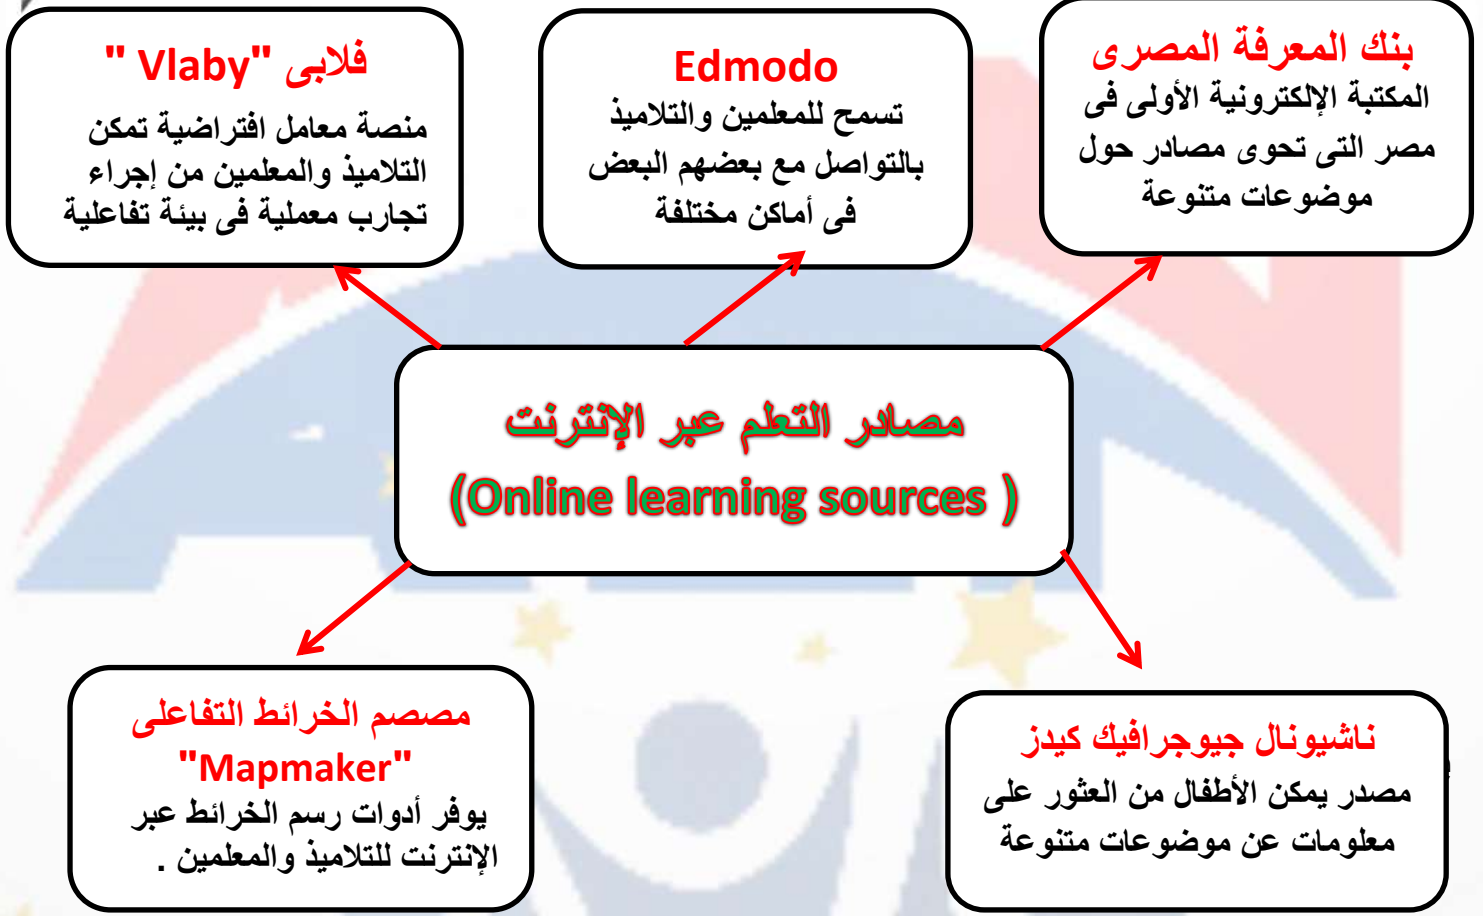 بنك المعرفة المصرى
المكتبة الإلكترونية الأولى فى
مصر التى تحوى مصادر حول
موضوعات متنوعة
Edmodo
تسمح للمعلمين والتلاميذ
بالتواصل مع بعضهم البعض
فى أماكن مختلفة
فلابى "Vlaby "
منصة معامل افتراضية تمكن
التلاميذ والمعلمين من إجراء
تجارب معملية فى بيئة تفاعلية
مصادر التعلم عبر الإنترنت
(Online learning sources )
ناشيونال جيوجرافيك كيدز
مصدر يمكن الأطفال من العثور على
معلومات عن موضوعات متنوعة
مصصم الخرائط التفاعلى
"Mapmaker"
يوفر أدوات رسم الخرائط عبر
الإنترنت للتلاميذ والمعلمين .